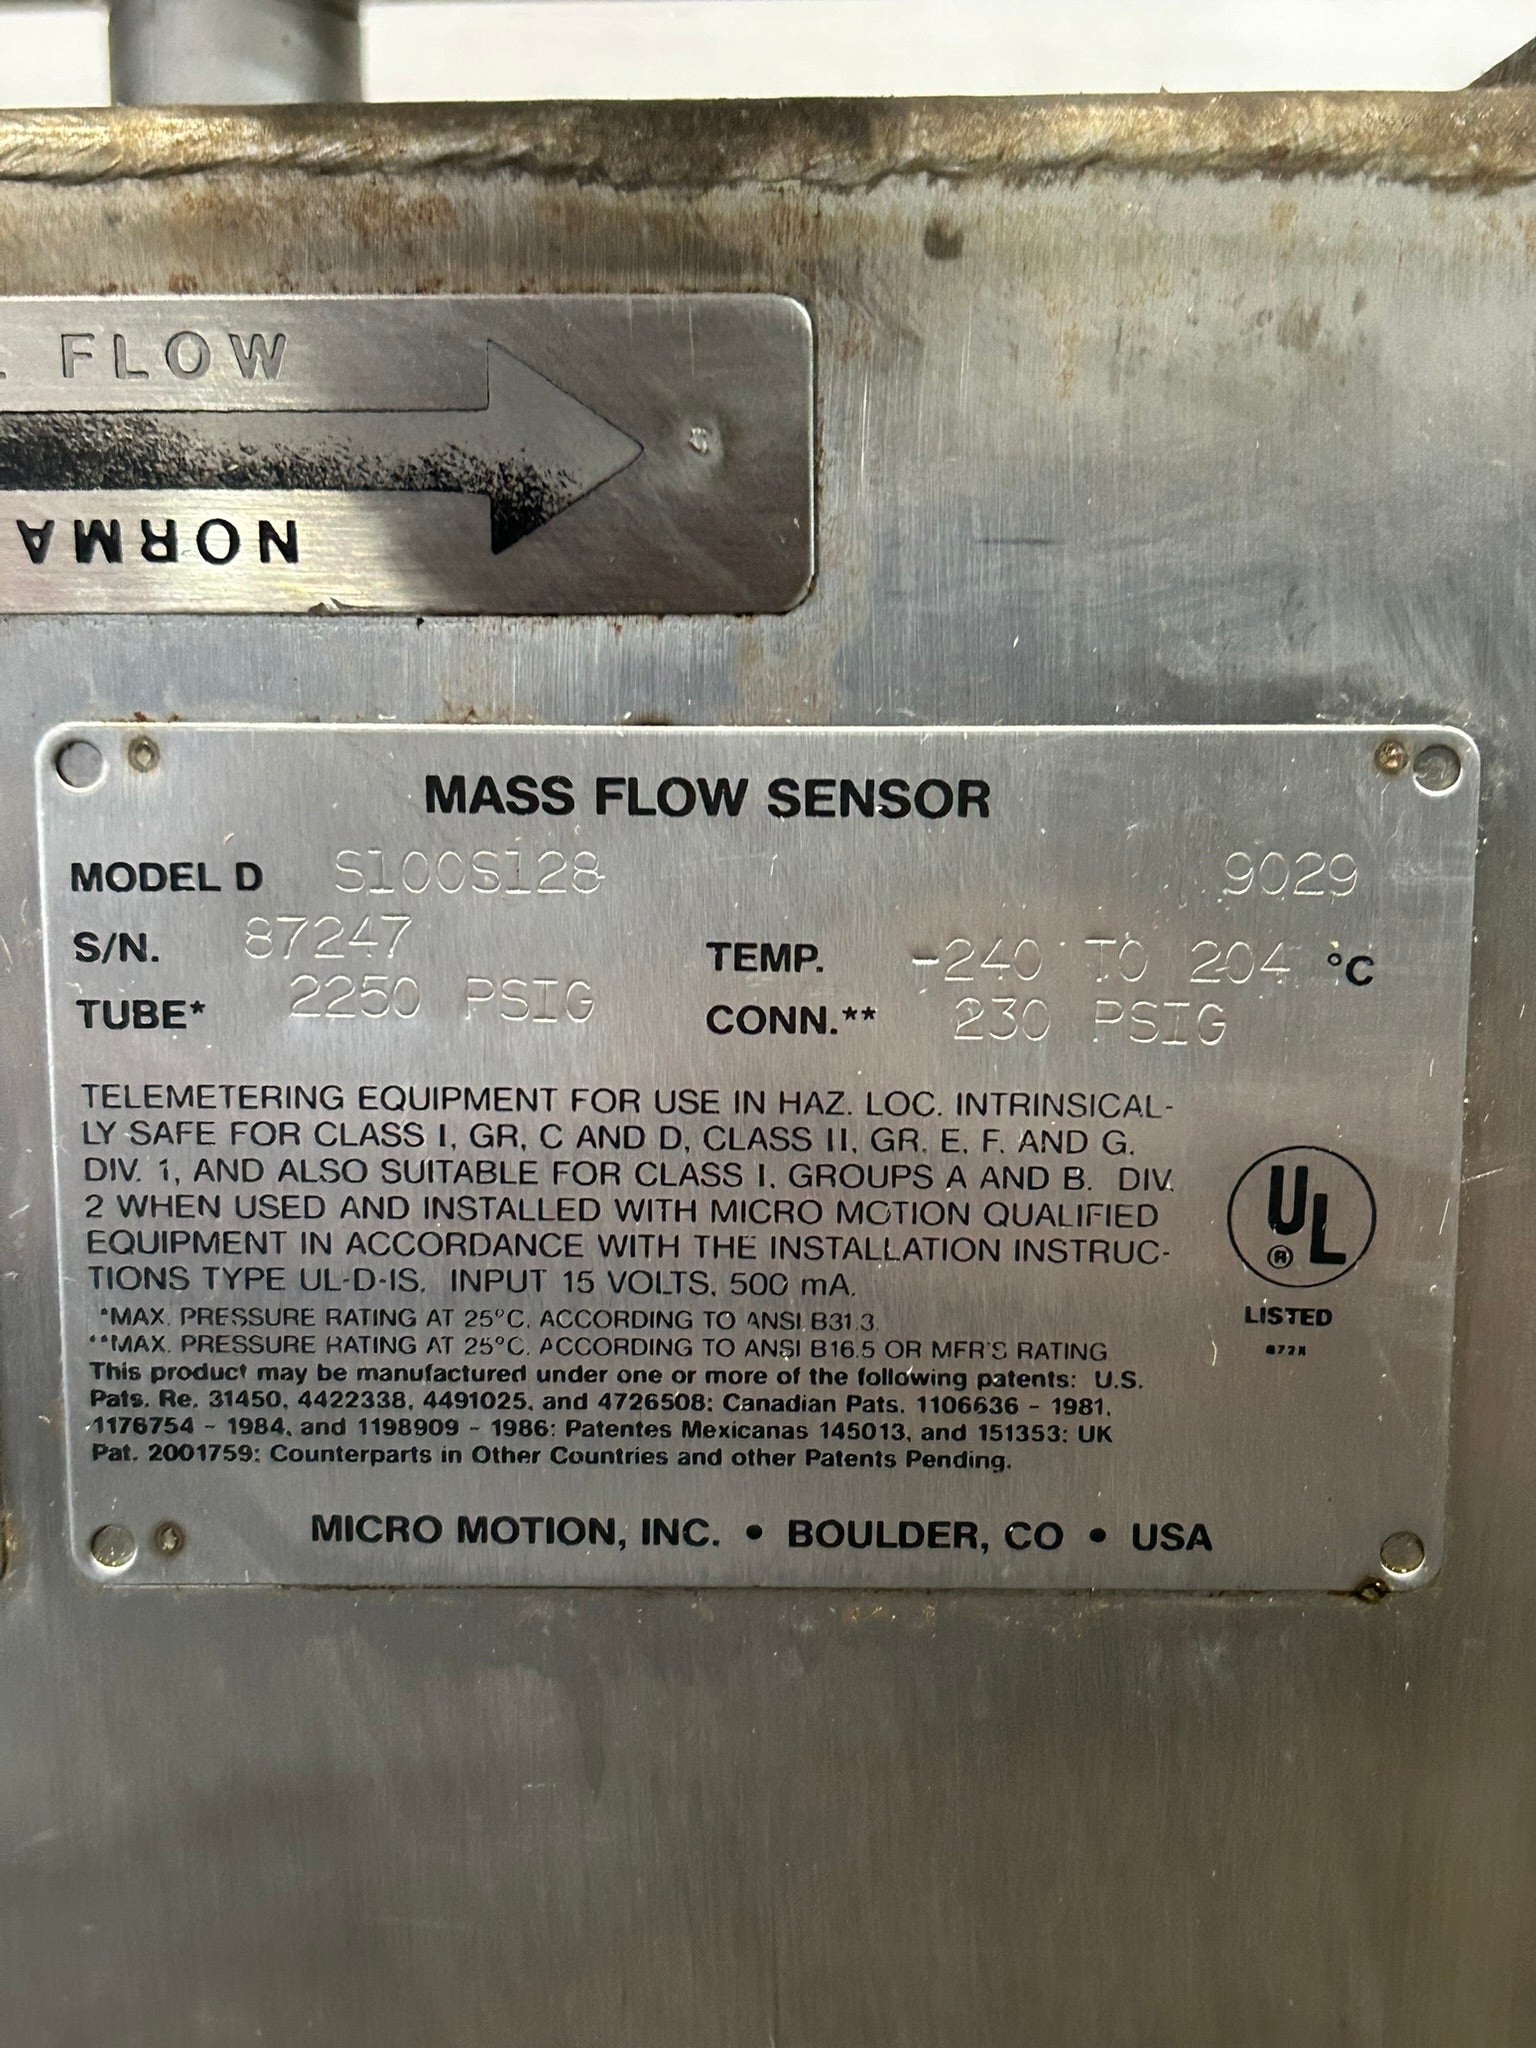 FLOW
NORMA
MASS FLOW SENSOR
MODEL D S100S128 9029
S/N. 87247
TEMP. -240 TO 204 °C
TUBE* 2250 PSIG
CONN.** 230 PSIG
TELEMETERING EQUIPMENT FOR USE IN HAZ. LOC. INTRINSICAL-
LY SAFE FOR CLASS I, GR, C AND D, CLASS II, GR. E, F. AND G.
DIV. 1, AND ALSO SUITABLE FOR CLASS I. GROUPS A AND B. DIV.
2 WHEN USED AND INSTALLED WITH MICRO MOTION QUALIFIED
EQUIPMENT IN ACCORDANCE WITH THE INSTALLATION INSTRUC-
TIONS TYPE UL-D-IS. INPUT 15 VOLTS, 500 mA.
*MAX. PRESSURE RATING AT 25°C. ACCORDING TO ANSI B31.3.
**MAX. PRESSURE RATING AT 25°C. ACCORDING TO ANSI B16.5 OR MFR'S RATING
This product may be manufactured under one or more of the following patents: U.S.
Pats. Re. 31450, 4422338, 4491025, and 4726508; Canadian Pats. 1106636 - 1981,
1176754 - 1984, and 1198909 - 1986; Patentes Mexicanas 145013, and 151353; UK
Pat. 2001759; Counterparts in Other Countries and other Patents Pending.
UL
®
LISTED
MICRO MOTION, INC. • BOULDER, CO • USA